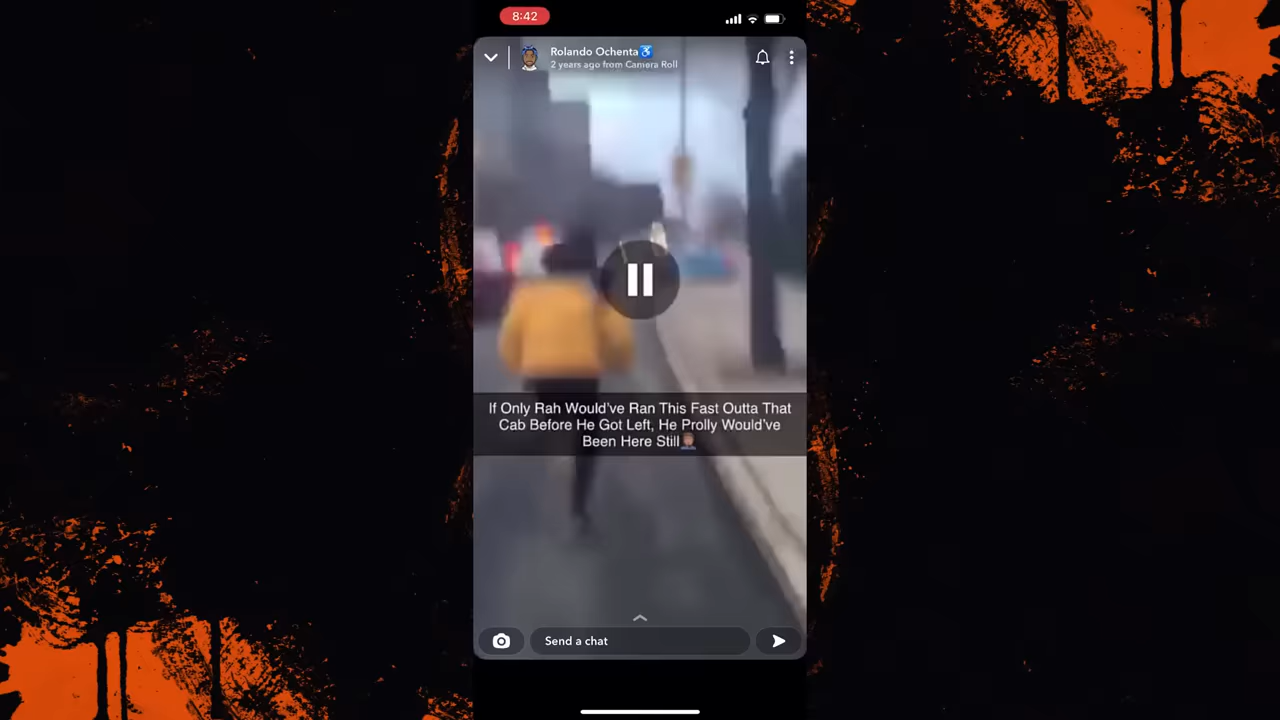 8:42
Rolando Ochenta♿
2 years ago from Camera Roll
If Only Rah Would've Ran This Fast Outta That
Cab Before He Got Left, He Prolly Would've
Been Here Still🤦🏽‍♂️
Send a chat